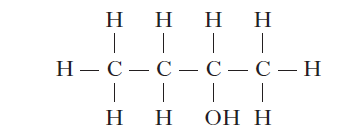 H H H H
H — C — C — C — C — H
H H OH H